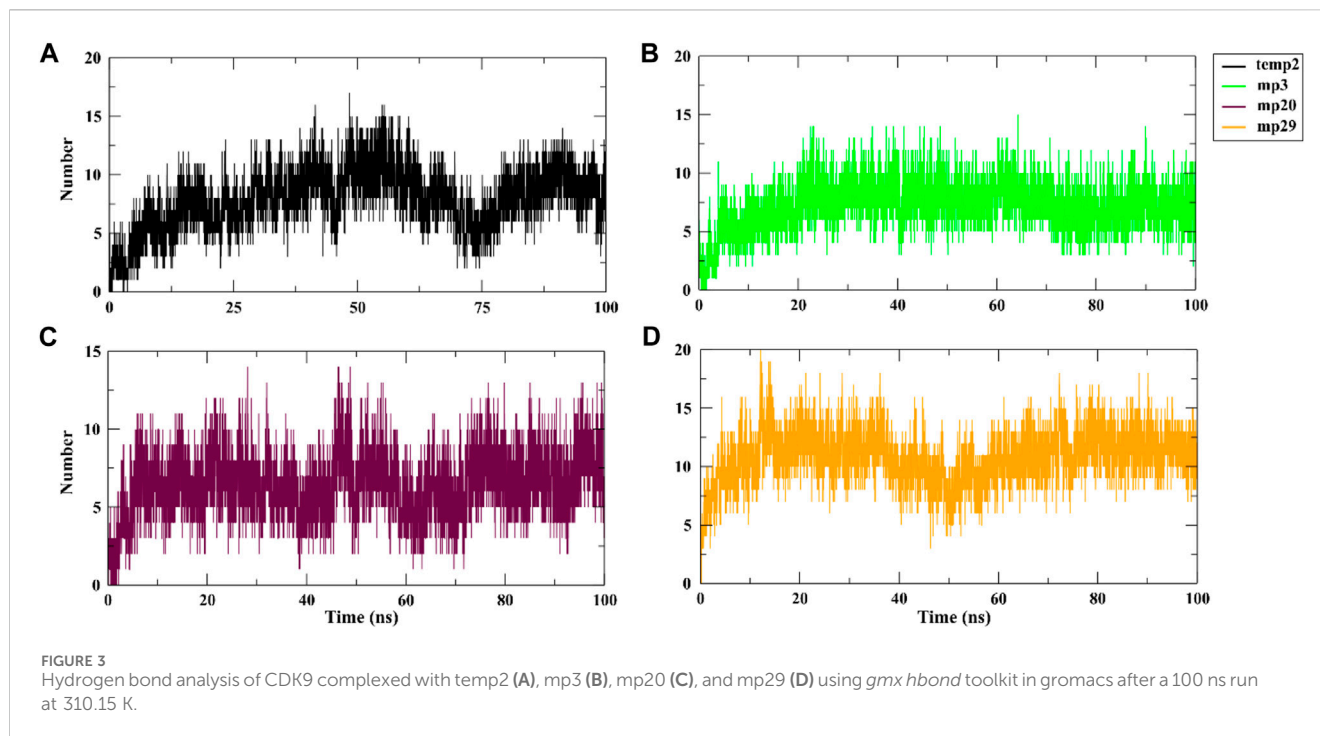 A
B
20
15
10
5
0
Number
0 25 50 75 100
20
15
10
5
0
0 20 40 60 80 100
temp2
mp3
mp20
mp29
C
D
15
10
5
0
Number
0 20 40 60 80 100
Time (ns)
20
15
10
5
0
0 20 40 60 80 100
Time (ns)
FIGURE 3
Hydrogen bond analysis of CDK9 complexed with temp2 (A), mp3 (B), mp20 (C), and mp29 (D) using gmx hbond toolkit in gromacs after a 100 ns run
at 310.15 K.